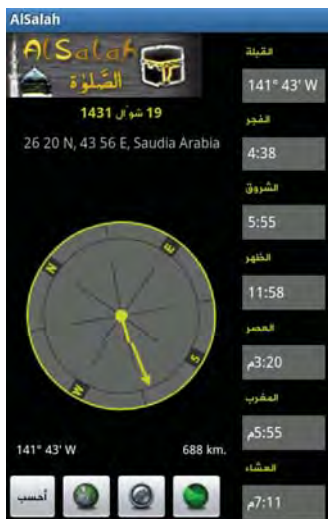 AlSalah
AlSalah
الصَّلوٰة
19 شوال 1431
26 20 N, 43 56 E, Saudia Arabia
N
E
S
W
141° 43' W
688 km.
أحسب
القبلة
141° 43' W
الفجر
4:38
الشروق
5:55
الظهر
11:58
العصر
3:20م
المغرب
5:55م
العشاء
7:11م